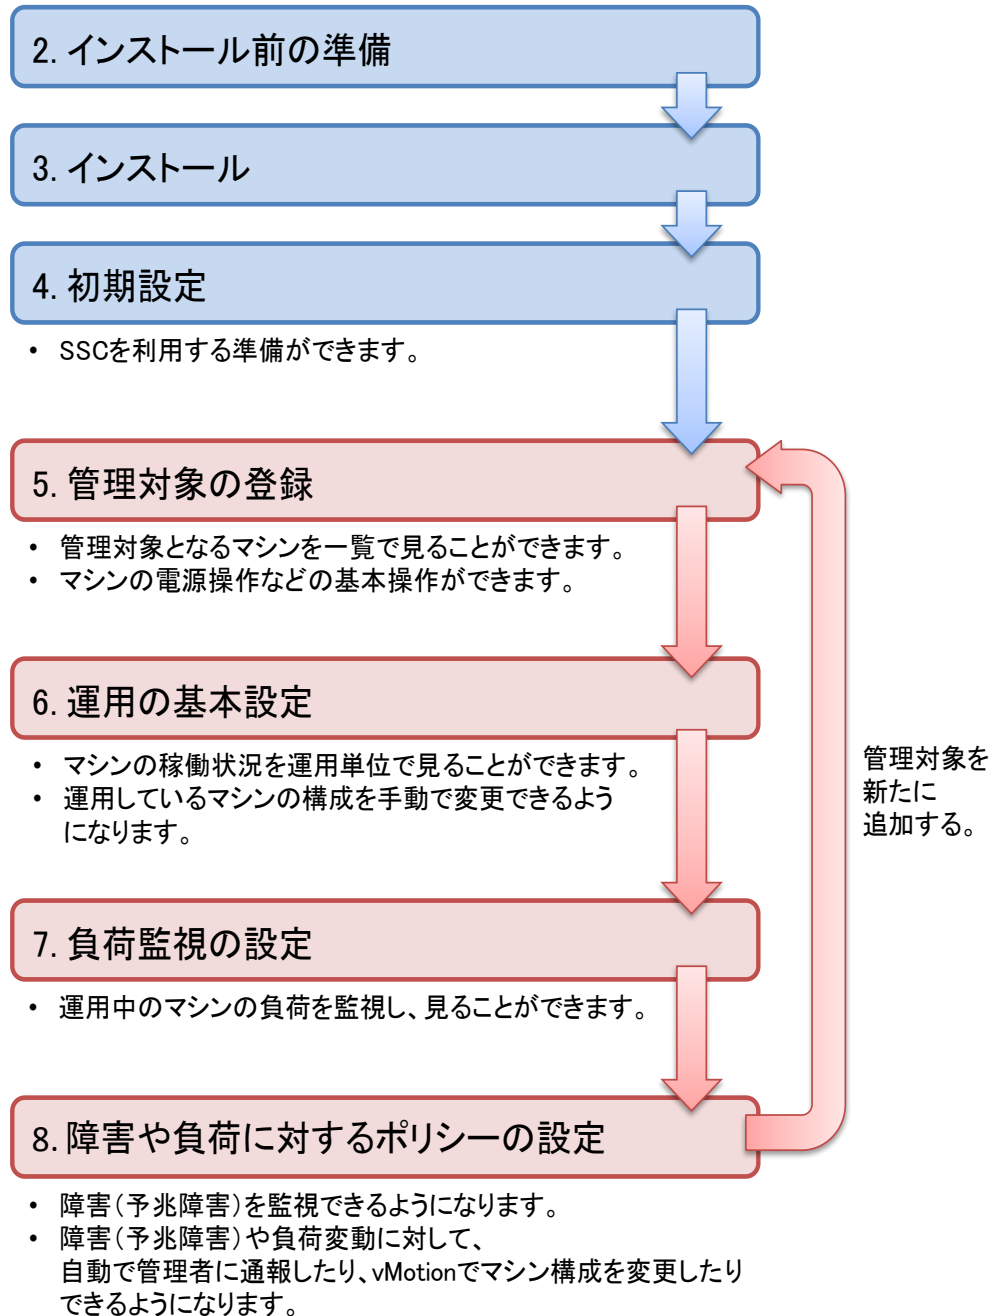 2. インストール前の準備
3. インストール
4. 初期設定
• SSCを利用する準備ができます。
5. 管理対象の登録
• 管理対象となるマシンを一覧で見ることができます。
• マシンの電源操作などの基本操作ができます。
6. 運用の基本設定
• マシンの稼働状況を運用単位で見ることができます。
• 運用しているマシンの構成を手動で変更できるよう
になります。
7. 負荷監視の設定
• 運用中のマシンの負荷を監視し、見ることができます。
8. 障害や負荷に対するポリシーの設定
• 障害（予兆障害）を監視できるようになります。
• 障害（予兆障害）や負荷変動に対して、
自動で管理者に通報したり、vMotionでマシン構成を変更したり
できるようになります。
管理対象を
新たに
追加する。